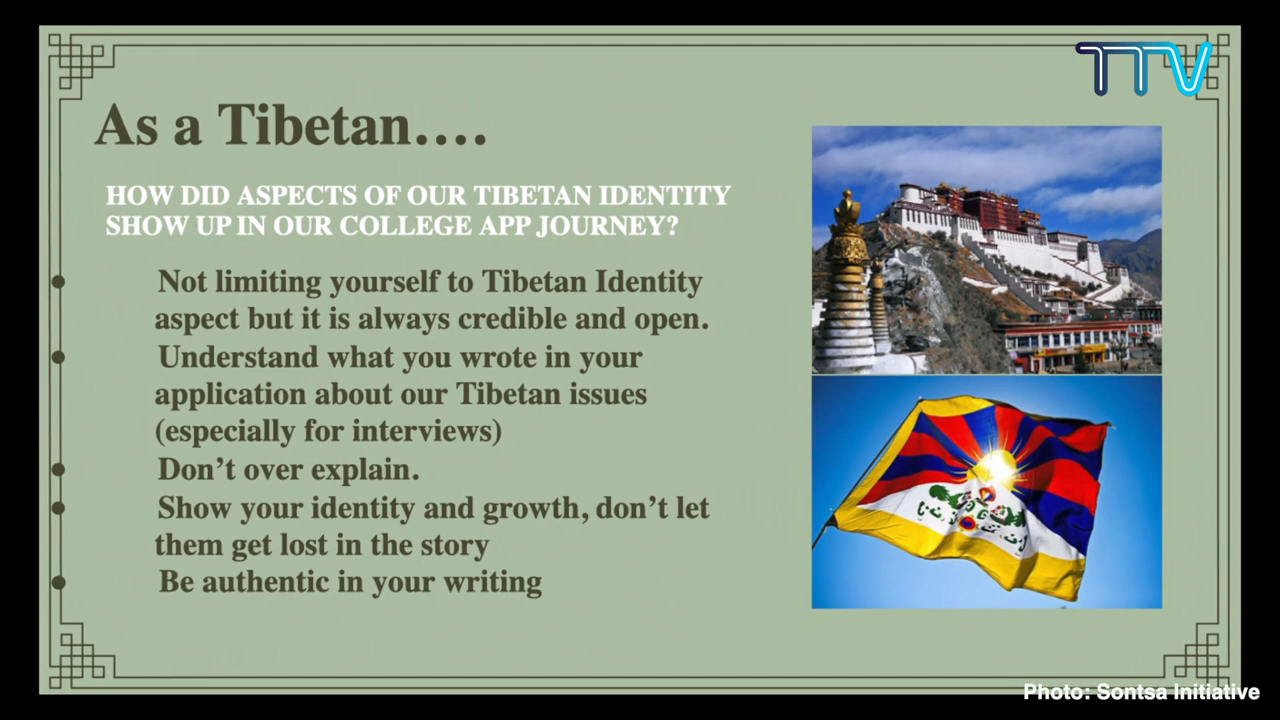 TTV
As a Tibetan....
HOW DID ASPECTS OF OUR TIBETAN IDENTITY
SHOW UP IN OUR COLLEGE APP JOURNEY?
• Not limiting yourself to Tibetan Identity
aspect but it is always credible and open.
• Understand what you wrote in your
application about our Tibetan issues
(especially for interviews)
• Don’t over explain.
• Show your identity and growth, don’t let
them get lost in the story
• Be authentic in your writing
Photo: Sontsa Initiative